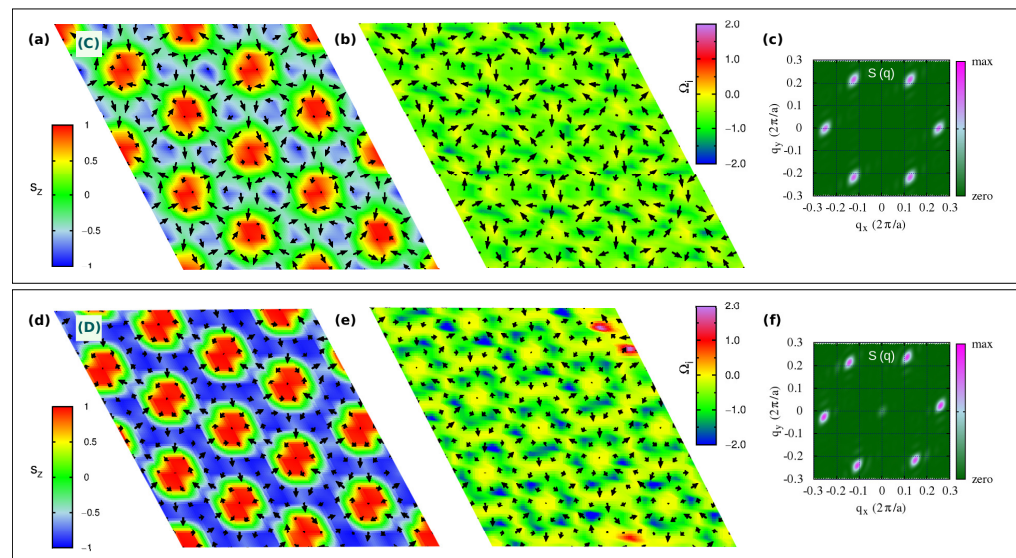 (a) (C) (b) (c)
1
0.5
0
−0.5
1
s_z
2.0
1.0
0.0
−1.0
−2.0
Ω_i
S (q)
0.3
0.2
0.1
0
-0.1
-0.2
-0.3
q_y (2π/a)
-0.3 -0.2 -0.1 0 0.1 0.2 0.3
q_x (2π/a)
max
zero
(d) (D) (e) (f)
1
0.5
0
−0.5
−1
s_z
2.0
1.0
0.0
−1.0
−2.0
Ω_i
S (q)
0.3
0.2
0.1
0
-0.1
-0.2
-0.3
q_y (2π/a)
-0.3 -0.2 -0.1 0 0.1 0.2 0.3
q_x (2π/a)
max
zero